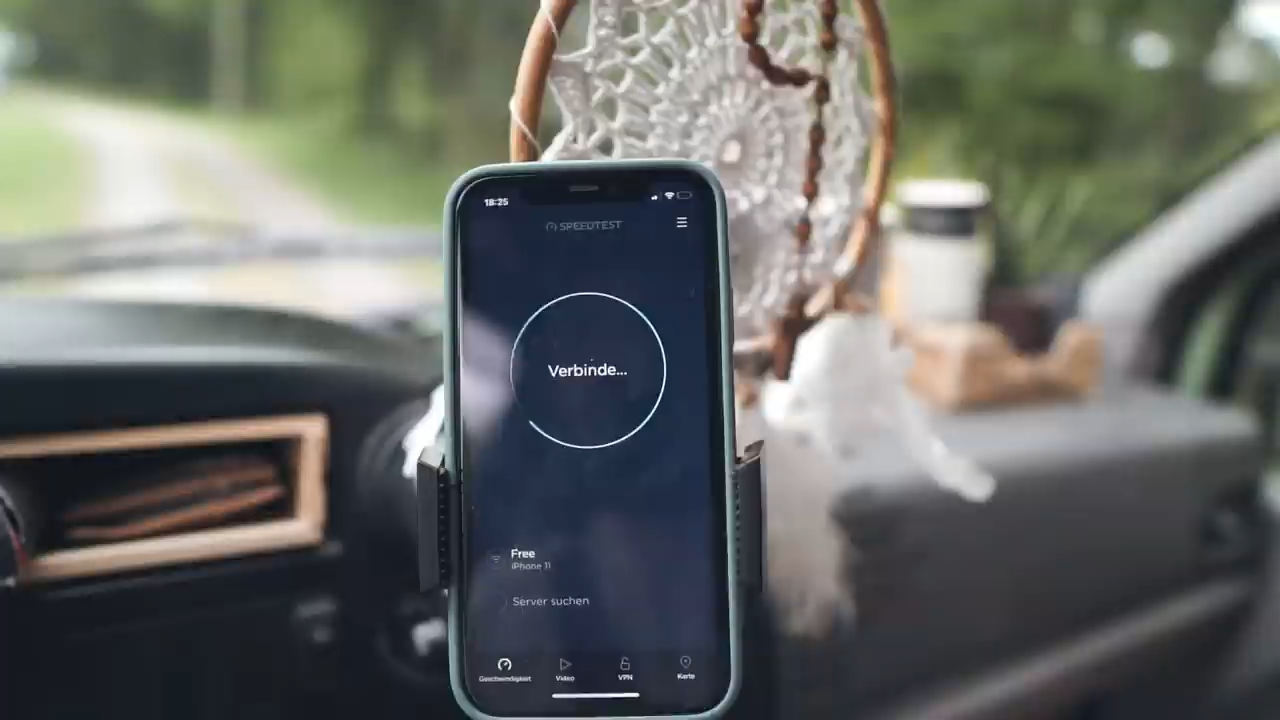 18:25
SPEEDTEST
Verbinde...
Free
iPhone 11
Server suchen
Geschwindigkeit
Video
VPN
Karte